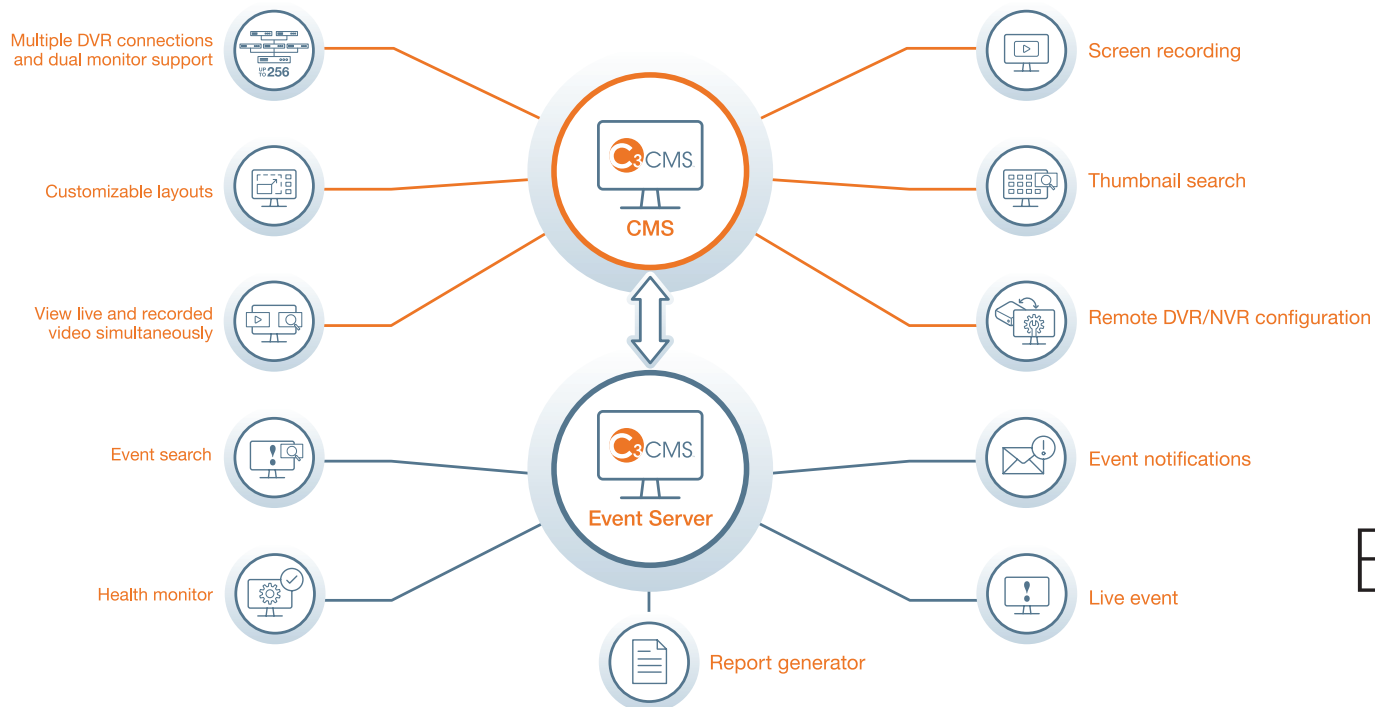 Multiple DVR connections
and dual monitor support
UP
TO 256
Customizable layouts
View live and recorded
video simultaneously
Event search
Health monitor
C3 CMS
CMS
C3 CMS
Event Server
Report generator
Screen recording
Thumbnail search
Remote DVR/NVR configuration
Event notifications
Live event